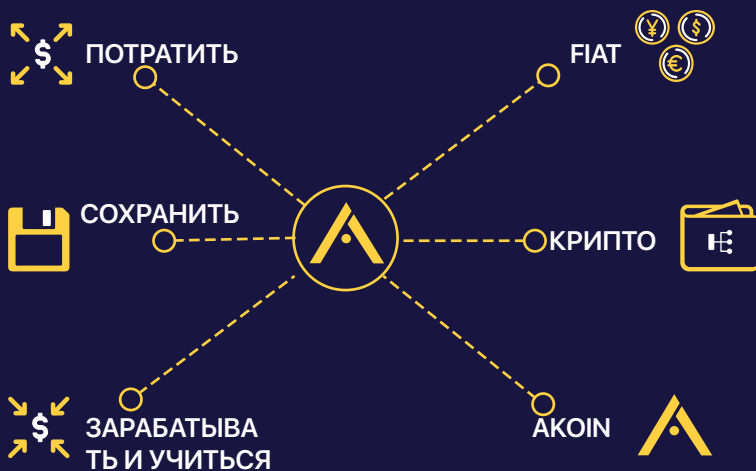 ПОТРАТИТЬ
FIAT
СОХРАНИТЬ
КРИПТО
ЗАРАБАТЫВА
ТЬ И УЧИТЬСЯ
AKOIN